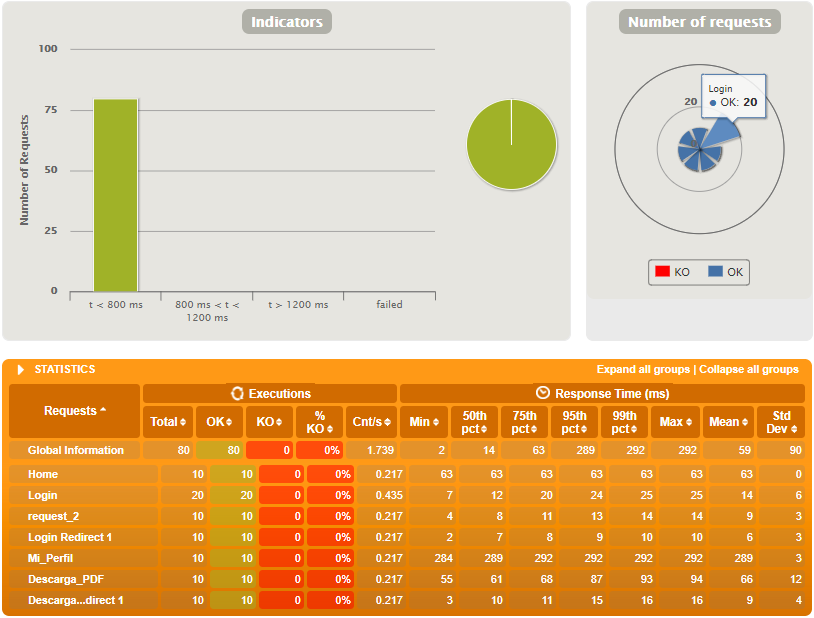 Indicators
Number of Requests
100
75
50
25
0
t < 800 ms
800 ms < t <
1200 ms
t > 1200 ms
failed
Number of requests
20
Login
● OK: 20
KO
OK
STATISTICS
Expand all groups | Collapse all groups
Requests
Executions
Response Time (ms)
Total OK KO % KO Cnt/s Min 50th pct 75th pct 95th pct 99th pct Max Mean Std Dev
Global Information 80 80 0 0% 1.739 2 14 63 289 292 292 59 90
Home 10 10 0 0% 0.217 63 63 63 63 63 63 63 0
Login 20 20 0 0% 0.435 7 12 20 24 25 25 14 6
request_2 10 10 0 0% 0.217 4 8 11 13 14 14 9 3
Login Redirect 1 10 10 0 0% 0.217 2 7 8 9 10 10 6 3
Mi_Perfil 10 10 0 0% 0.217 284 289 292 292 292 292 289 3
Descarga_PDF 10 10 0 0% 0.217 55 61 68 87 93 94 66 12
Descarga...direct 1 10 10 0 0% 0.217 3 10 11 15 16 16 9 4